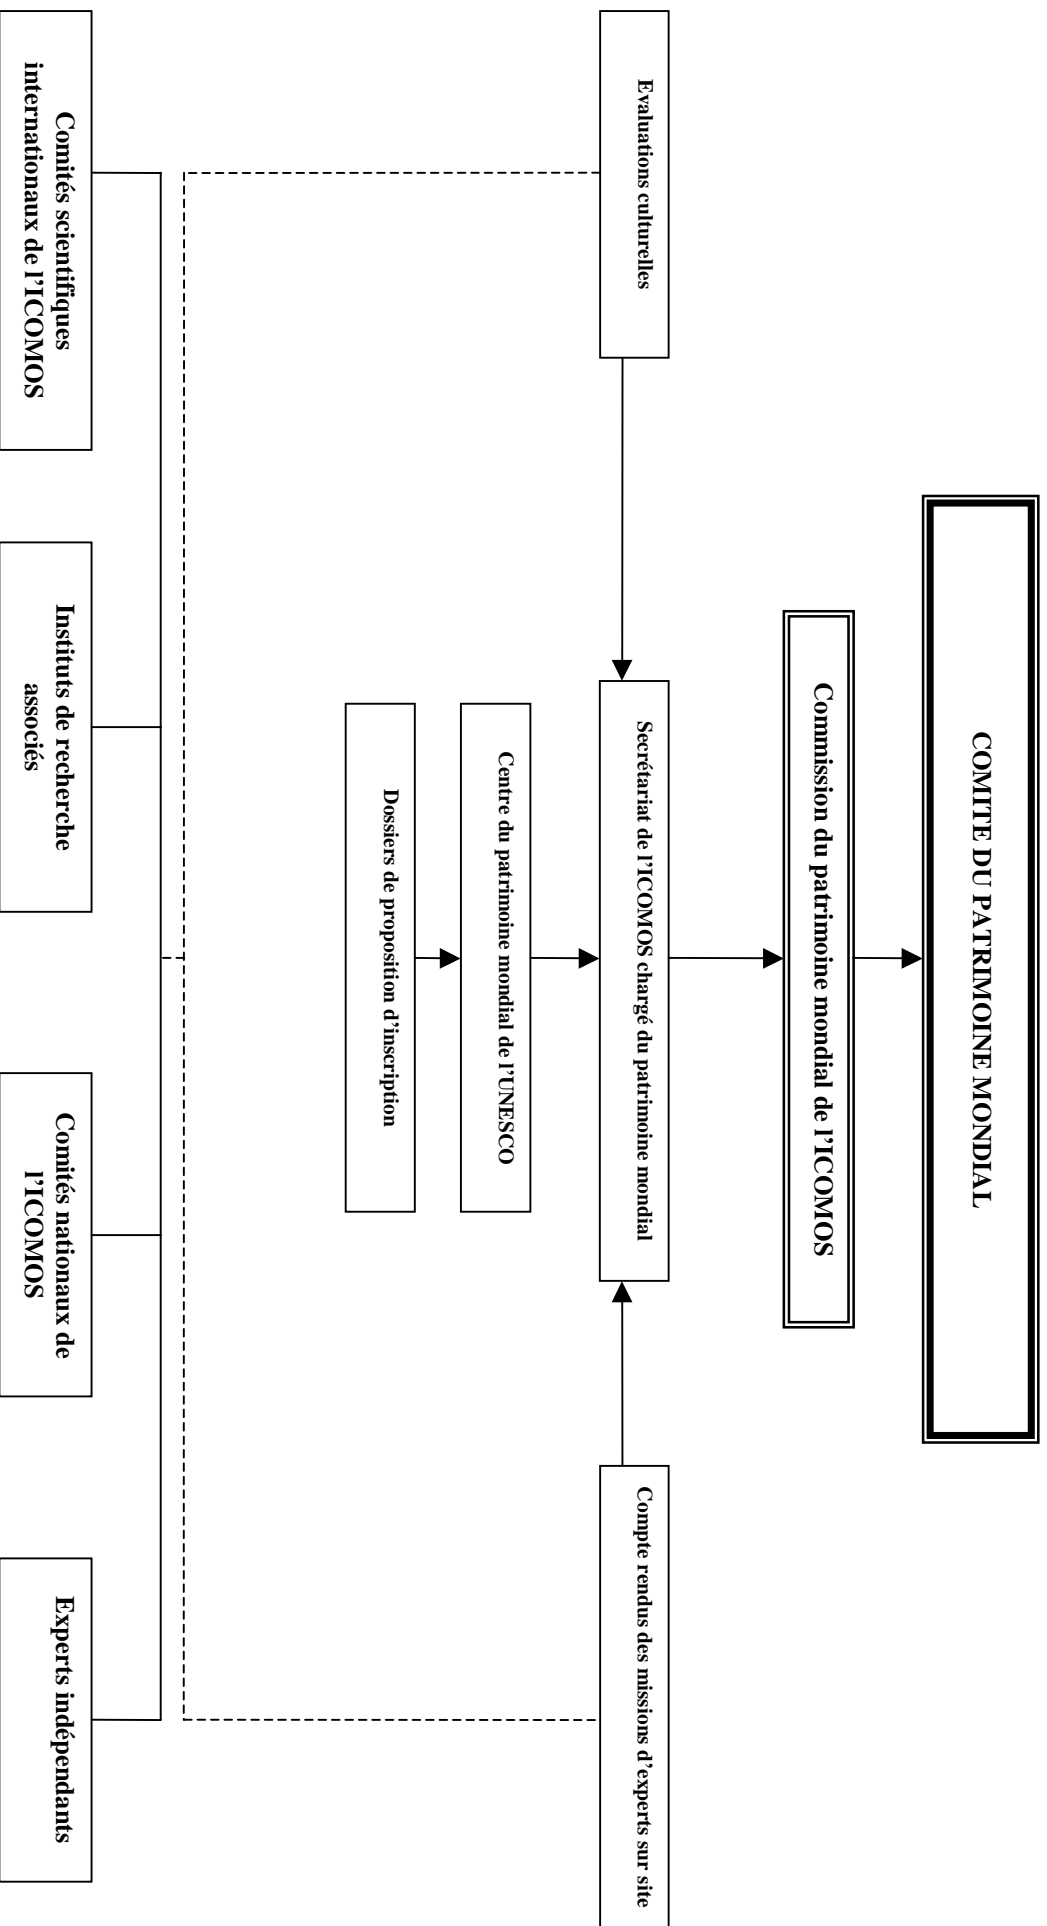 COMITE DU PATRIMOINE MONDIAL
Commission du patrimoine mondial de l’ICOMOS
Evaluations culturelles
Secrétariat de l’ICOMOS chargé du patrimoine mondial
Compte rendus des missions d’experts sur site
Centre du patrimoine mondial de l’UNESCO
Dossiers de proposition d’inscription
Comités scientifiques
internationaux de l’ICOMOS
Instituts de recherche
associés
Comités nationaux de
l’ICOMOS
Experts indépendants